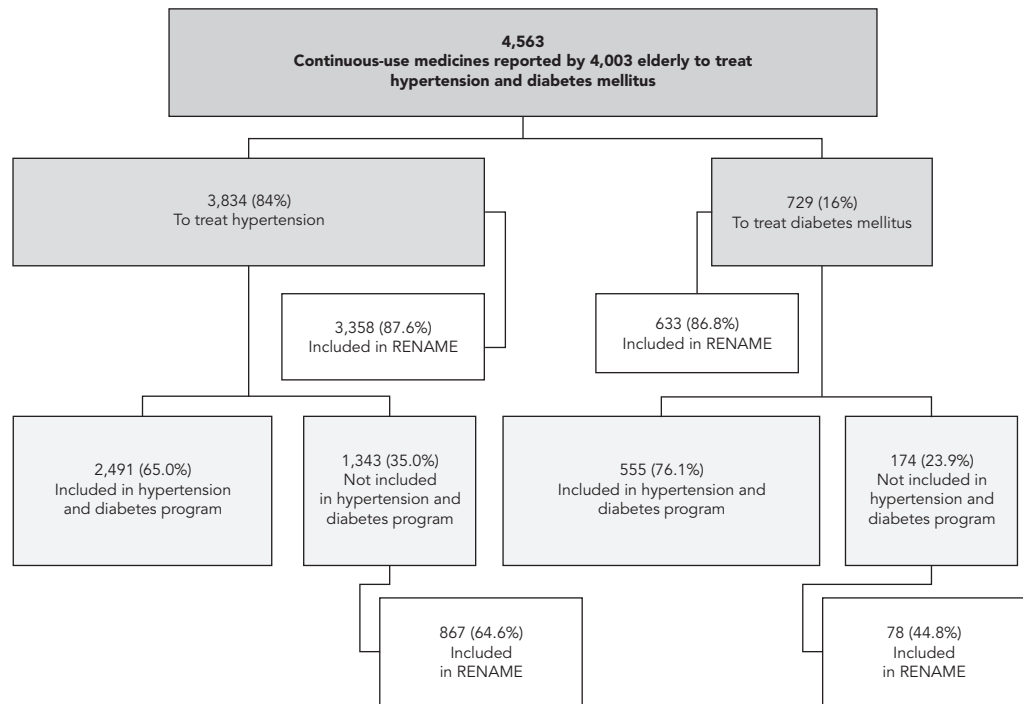 4,563
Continuous-use medicines reported by 4,003 elderly to treat
hypertension and diabetes mellitus
3,834 (84%)
To treat hypertension
729 (16%)
To treat diabetes mellitus
3,358 (87.6%)
Included in RENAME
633 (86.8%)
Included in RENAME
2,491 (65.0%)
Included in hypertension
and diabetes program
1,343 (35.0%)
Not included
in hypertension and
diabetes program
555 (76.1%)
Included in hypertension and
diabetes program
174 (23.9%)
Not included in
hypertension and
diabetes program
867 (64.6%)
Included
in RENAME
78 (44.8%)
Included
in RENAME